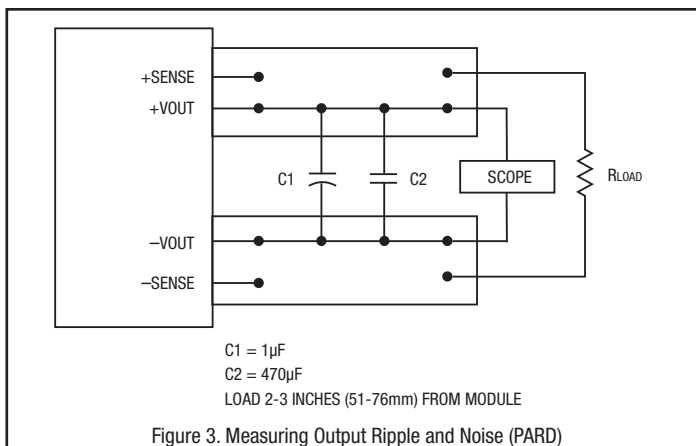 +SENSE
+VOUT
C1
C2
SCOPE
RLOAD
–VOUT
–SENSE
C1 = 1µF
C2 = 470µF
LOAD 2-3 INCHES (51-76mm) FROM MODULE
Figure 3. Measuring Output Ripple and Noise (PARD)